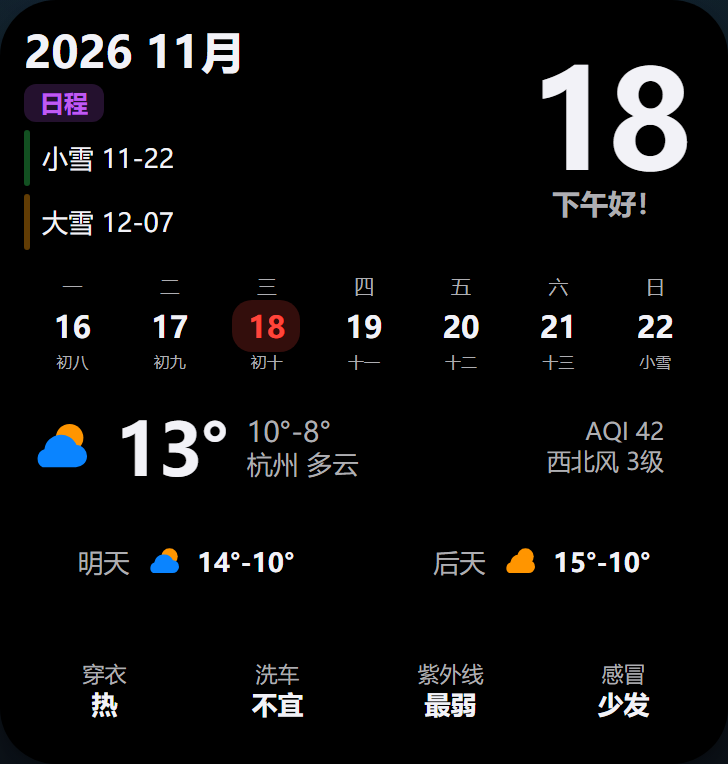 2026 11月
18
日程
下午好!
小雪 11-22
大雪 12-07
一 二 三 四 五 六 日
16 17 18 19 20 21 22
初八 初九 初十 十一 十二 十三 小雪
13°
10°-8°
杭州 多云
AQI 42
西北风 3级
明天 14°-10° 后天 15°-10°
穿衣 洗车 紫外线 感冒
热 不宜 最弱 少发